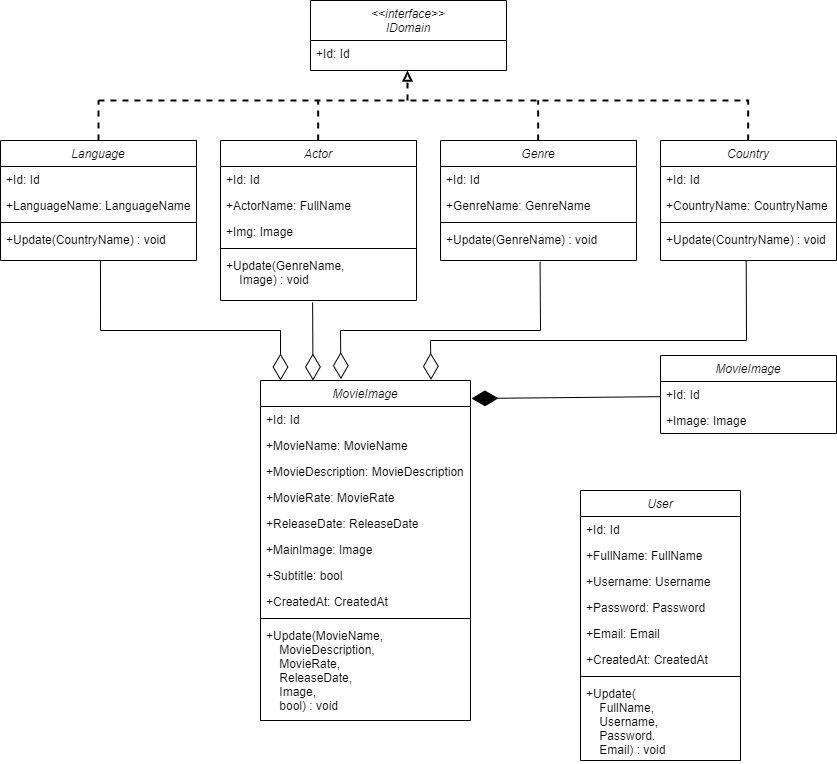 <<interface>>
IDomain
+Id: Id
Language
+Id: Id
+LanguageName: LanguageName
+Update(CountryName) : void
Actor
+Id: Id
+ActorName: FullName
+Img: Image
+Update(GenreName,
Image) : void
Genre
+Id: Id
+GenreName: GenreName
+Update(GenreName) : void
Country
+Id: Id
+CountryName: CountryName
+Update(CountryName) : void
MovieImage
+Id: Id
+MovieName: MovieName
+MovieDescription: MovieDescription
+MovieRate: MovieRate
+ReleaseDate: ReleaseDate
+MainImage: Image
+Subtitle: bool
+CreatedAt: CreatedAt
+Update(MovieName,
MovieDescription,
MovieRate,
ReleaseDate,
Image,
bool) : void
MovieImage
+Id: Id
+Image: Image
User
+Id: Id
+FullName: FullName
+Username: Username
+Password: Password
+Email: Email
+CreatedAt: CreatedAt
+Update(
FullName,
Username,
Password.
Email) : void